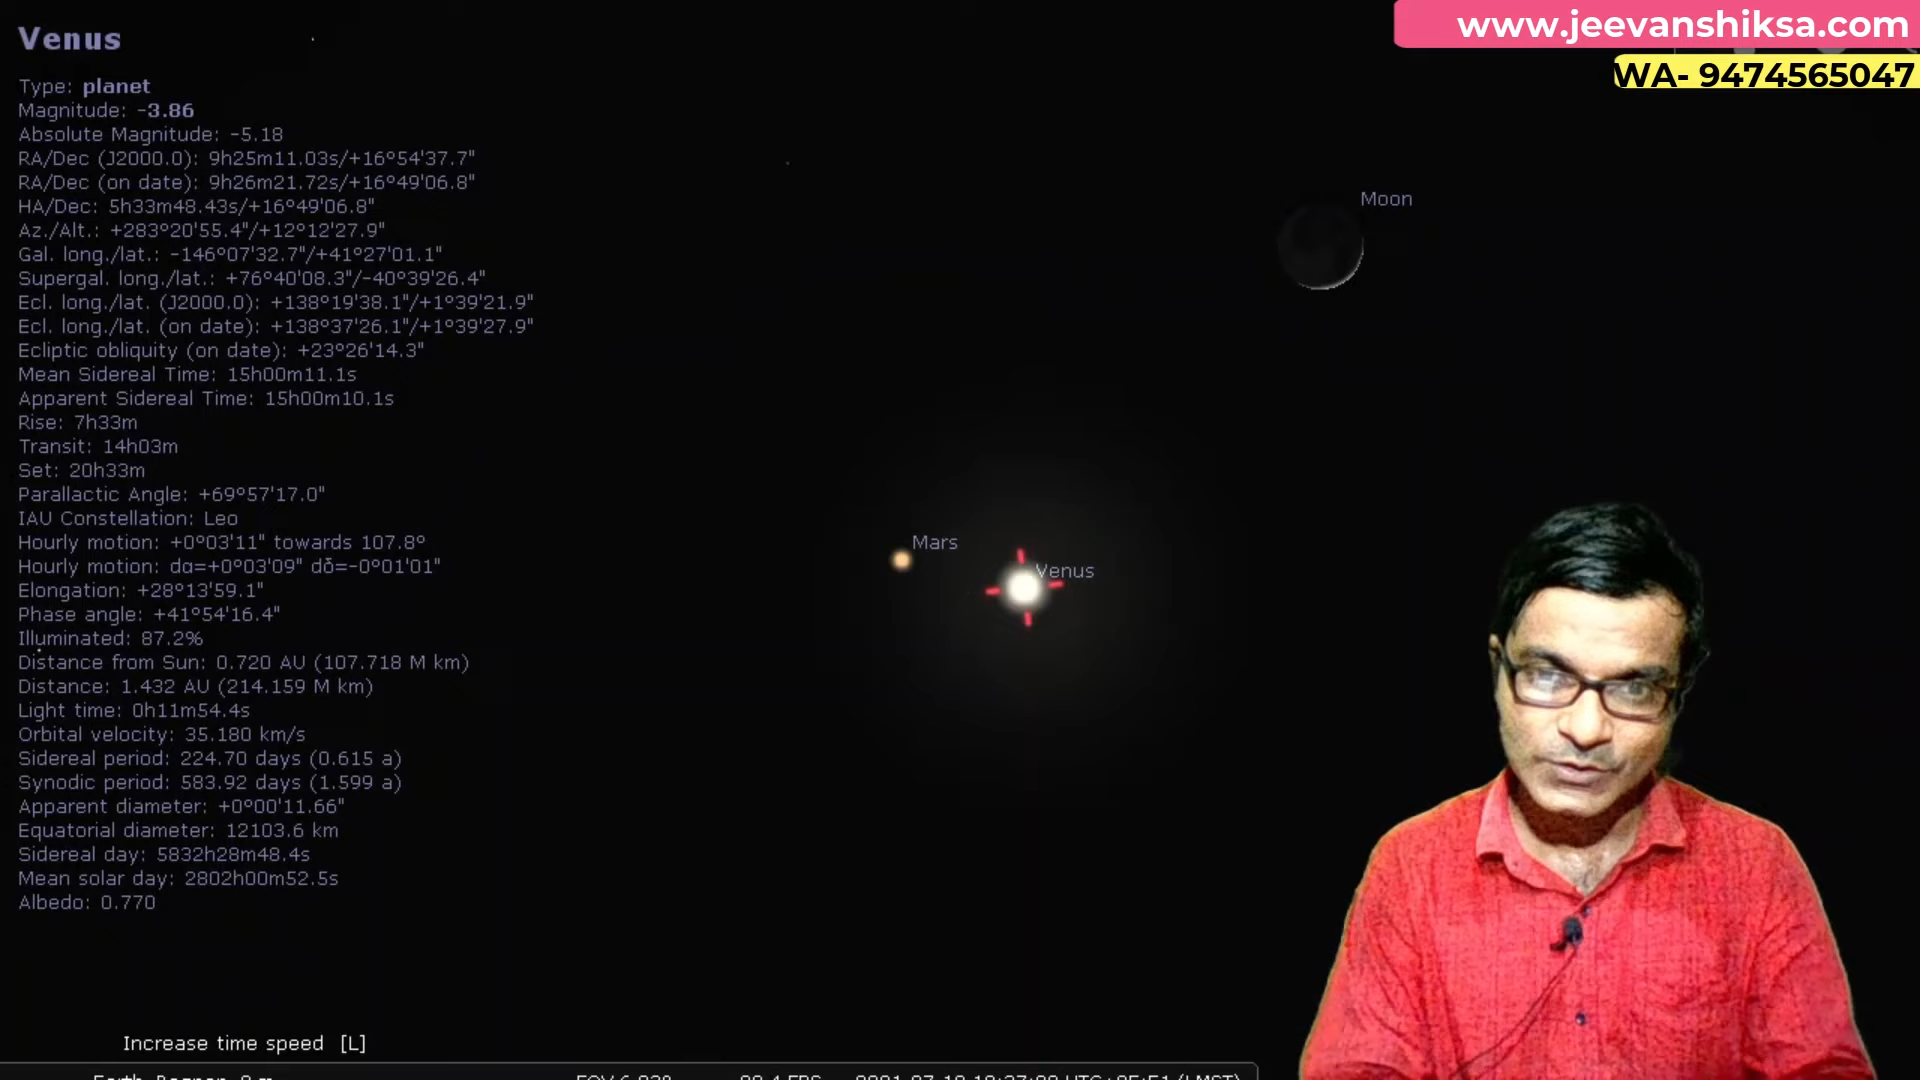 Venus
www.jeevanshiksa.com
WA- 9474565047
Type: planet
Magnitude: -3.86
Absolute Magnitude: -5.18
RA/Dec (J2000.0): 9h25m11.03s/+16°54'37.7"
RA/Dec (on date): 9h26m21.72s/+16°49'06.8"
HA/Dec: 5h33m48.43s/+16°49'06.8"
Az./Alt.: +283°20'55.4"/+12°12'27.9"
Gal. long./lat.: -146°07'32.7"/+41°27'01.1"
Supergal. long./lat.: +76°40'08.3"/-40°39'26.4"
Ecl. long./lat. (J2000.0): +138°19'38.1"/+1°39'21.9"
Ecl. long./lat. (on date): +138°37'26.1"/+1°39'27.9"
Ecliptic obliquity (on date): +23°26'14.3"
Mean Sidereal Time: 15h00m11.1s
Apparent Sidereal Time: 15h00m10.1s
Rise: 7h33m
Transit: 14h03m
Set: 20h33m
Parallactic Angle: +69°57'17.0"
IAU Constellation: Leo
Hourly motion: +0°03'11" towards 107.8°
Hourly motion: dα=+0°03'09" dδ=-0°01'01"
Elongation: +28°13'59.1"
Phase angle: +41°54'16.4"
Illuminated: 87.2%
Distance from Sun: 0.720 AU (107.718 M km)
Distance: 1.432 AU (214.159 M km)
Light time: 0h11m54.4s
Orbital velocity: 35.180 km/s
Sidereal period: 224.70 days (0.615 a)
Synodic period: 583.92 days (1.599 a)
Apparent diameter: +0°00'11.66"
Equatorial diameter: 12103.6 km
Sidereal day: 5832h28m48.4s
Mean solar day: 2802h00m52.5s
Albedo: 0.770
Moon
Mars
Venus
Increase time speed [L]